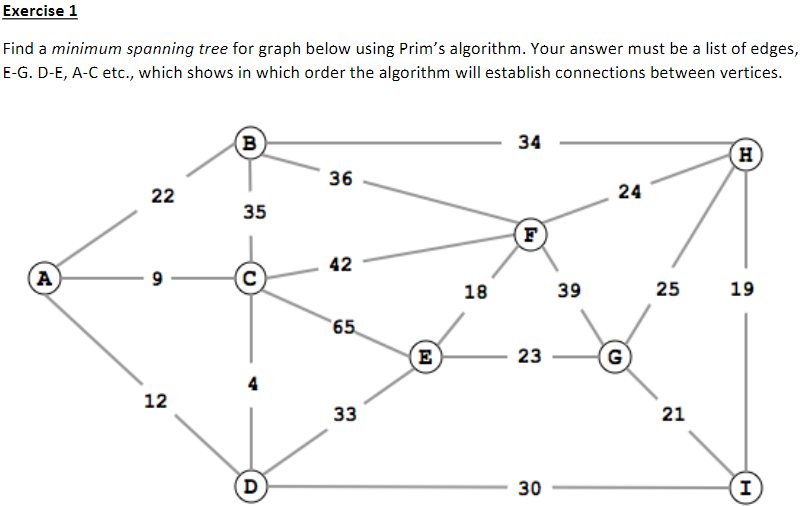 Exercise 1
Find a minimum spanning tree for graph below using Prim's algorithm. Your answer must be a list of edges,
E-G. D-E, A-C etc., which shows in which order the algorithm will establish connections between vertices.
B
34
H
36
24
22
35
F
42
A
9
C
18
39
25
19
65
E
23
G
4
12
33
21
D
30
I